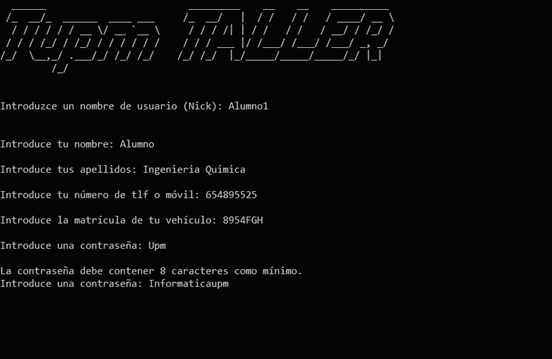 Tupm TALLER
Introduzce un nombre de usuario (Nick): Alumno1
Introduce tu nombre: Alumno
Introduce tus apellidos: Ingenieria Quimica
Introduce tu número de tlf o móvil: 654895525
Introduce la matrícula de tu vehículo: 8954FGH
Introduce una contraseña: Upm
La contraseña debe contener 8 caracteres como mínimo.
Introduce una contraseña: Informaticaupm